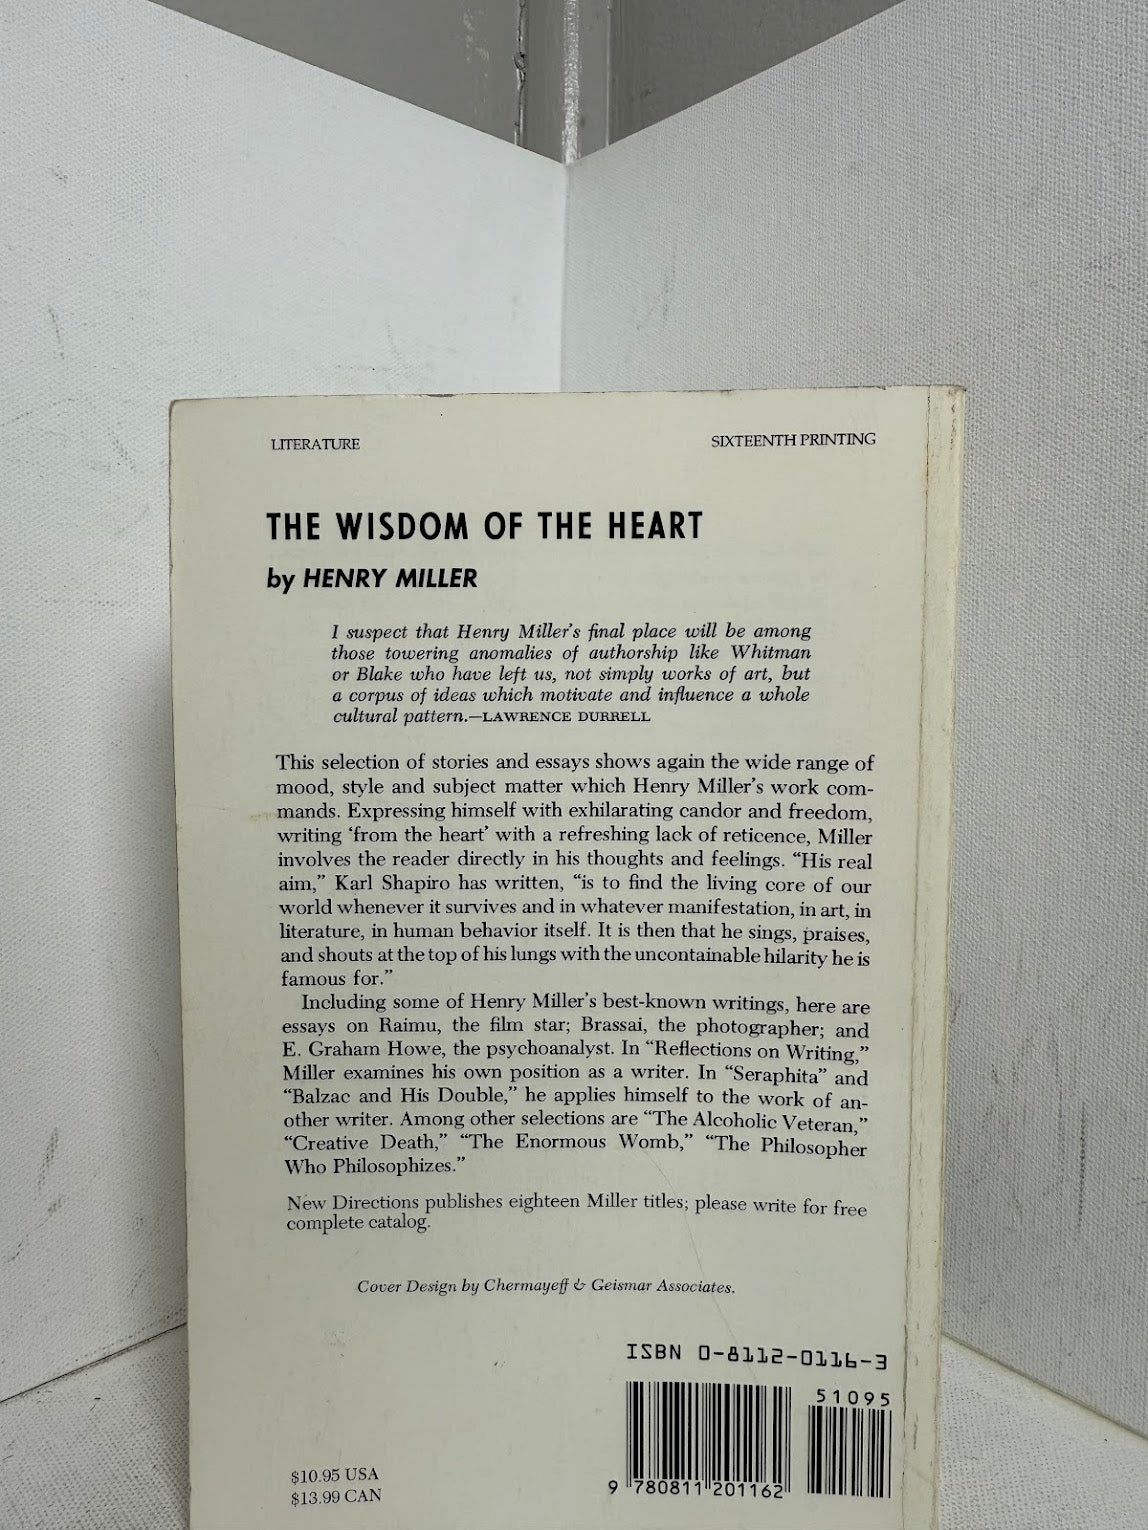 LITERATURE
SIXTEENTH PRINTING
THE WISDOM OF THE HEART
by HENRY MILLER
I suspect that Henry Miller's final place will be among
those towering anomalies of authorship like Whitman
or Blake who have left us, not simply works of art, but
a corpus of ideas which motivate and influence a whole
cultural pattern.—LAWRENCE DURRELL
This selection of stories and essays shows again the wide range of
mood, style and subject matter which Henry Miller's work com-
mands. Expressing himself with exhilarating candor and freedom,
writing ‘from the heart’ with a refreshing lack of reticence, Miller
involves the reader directly in his thoughts and feelings. “His real
aim,” Karl Shapiro has written, “is to find the living core of our
world whenever it survives and in whatever manifestation, in art, in
literature, in human behavior itself. It is then that he sings, praises,
and shouts at the top of his lungs with the uncontainable hilarity he is
famous for.”
Including some of Henry Miller's best-known writings, here are
essays on Raimu, the film star; Brassai, the photographer; and
E. Graham Howe, the psychoanalyst. In “Reflections on Writing,”
Miller examines his own position as a writer. In “Seraphita” and
“Balzac and His Double,” he applies himself to the work of an-
other writer. Among other selections are “The Alcoholic Veteran,”
“Creative Death,” “The Enormous Womb,” “The Philosopher
Who Philosophizes.”
New Directions publishes eighteen Miller titles; please write for free
complete catalog.
Cover Design by Chermayeff & Geismar Associates.
ISBN 0-8112-0116-3
51095
9 780811 201162
$10.95 USA
$13.99 CAN